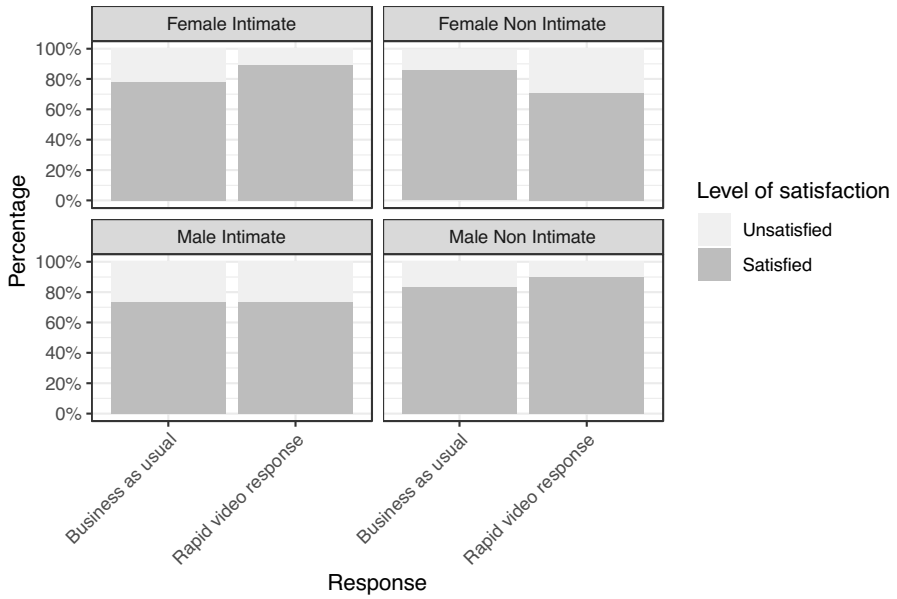 Female Intimate
Female Non Intimate
100%
80%
60%
40%
20%
0%
Male Intimate
Male Non Intimate
100%
80%
60%
40%
20%
0%
Percentage
Business as usual
Rapid video response
Business as usual
Rapid video response
Response
Level of satisfaction
Unsatisfied
Satisfied